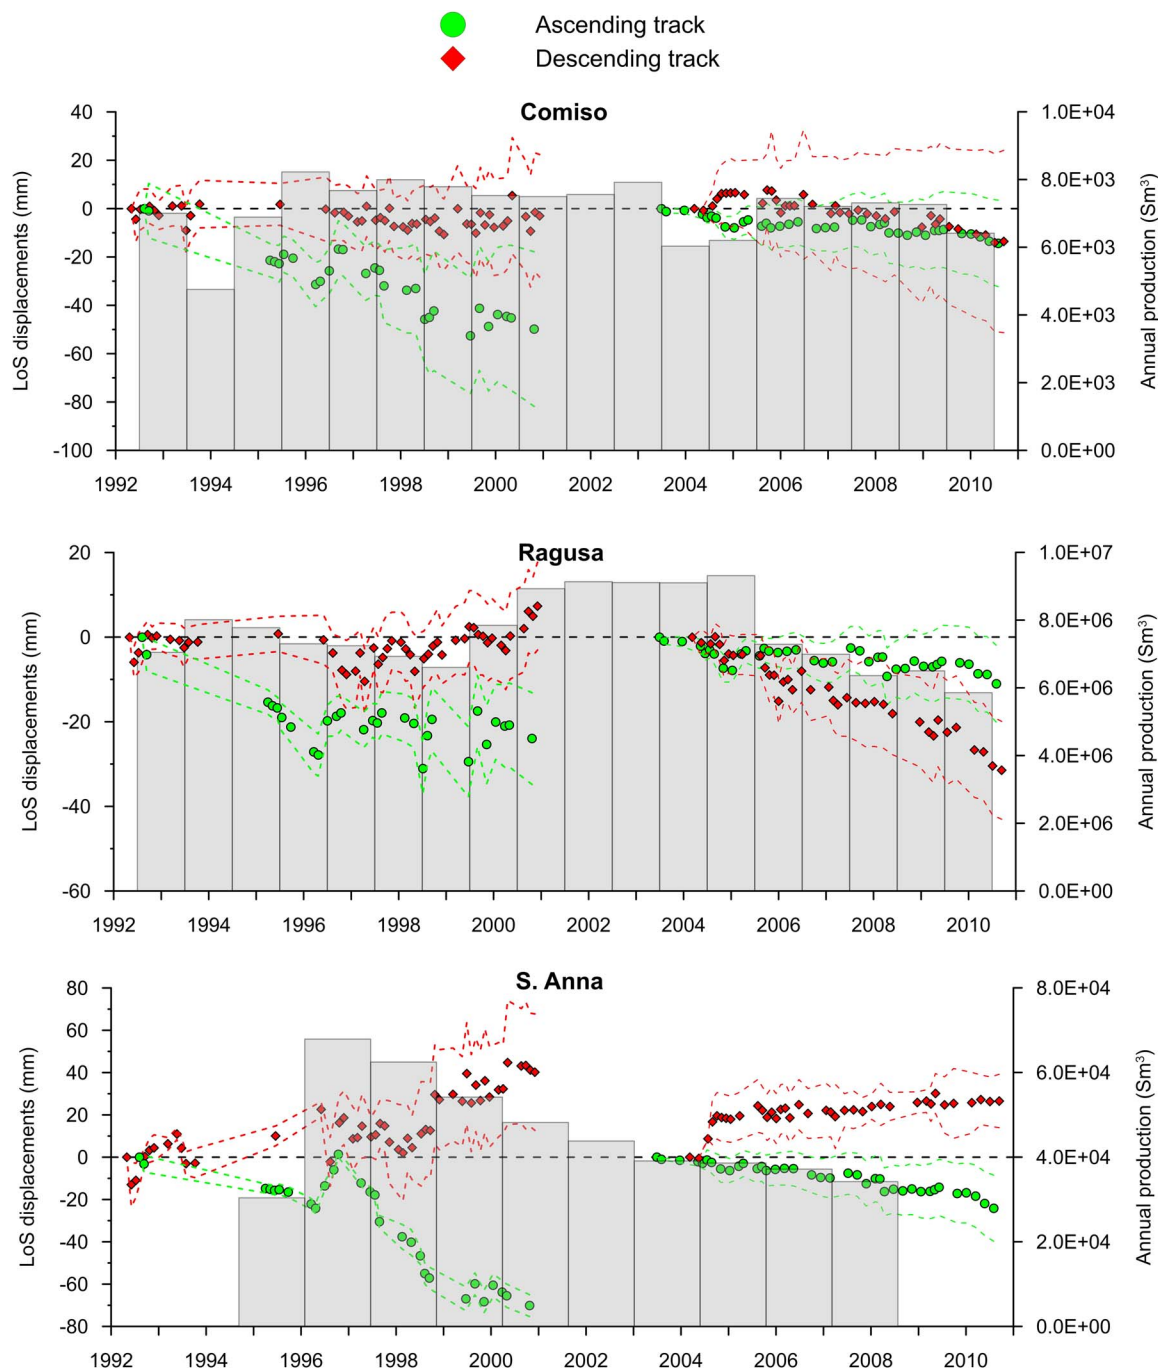 Ascending track
Descending track
Comiso
40
20
0
-20
-40
-60
-80
-100
LoS displacements (mm)
1.0E+04
8.0E+03
6.0E+03
4.0E+03
2.0E+03
0.0E+00
Annual production (Sm³)
1992 1994 1996 1998 2000 2002 2004 2006 2008 2010
Ragusa
20
0
-20
-40
-60
LoS displacements (mm)
1.0E+07
8.0E+06
6.0E+06
4.0E+06
2.0E+06
0.0E+00
Annual production (Sm³)
1992 1994 1996 1998 2000 2002 2004 2006 2008 2010
S. Anna
80
60
40
20
0
-20
-40
-60
-80
LoS displacements (mm)
8.0E+04
6.0E+04
4.0E+04
2.0E+04
0.0E+00
Annual production (Sm³)
1992 1994 1996 1998 2000 2002 2004 2006 2008 2010